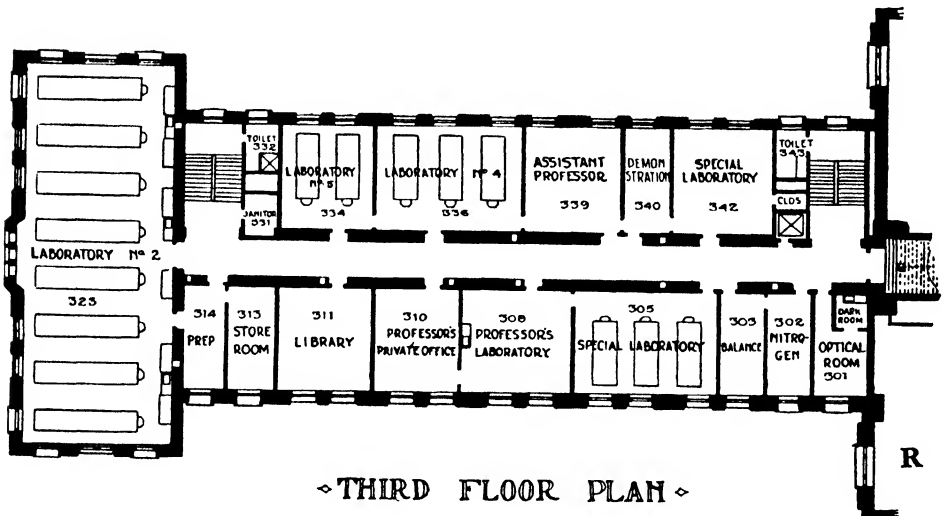 TOILET
332
JANITOR
331
LABORATORY
Nº 5
334
LABORATORY Nº 4
336
ASSISTANT
PROFESSOR
339
DEMON
STRATION
340
SPECIAL
LABORATORY
342
TOILET
343
CLOS
LABORATORY Nº 2
323
314
PREP
313
STORE
ROOM
311
LIBRARY
310
PROFESSOR'S
PRIVATE OFFICE
308
PROFESSOR'S
LABORATORY
305
SPECIAL LABORATORY
303
BALANCE
302
NITRO-
GEN
DARK
ROOM
OPTICAL
ROOM
301
R
THIRD FLOOR PLAN